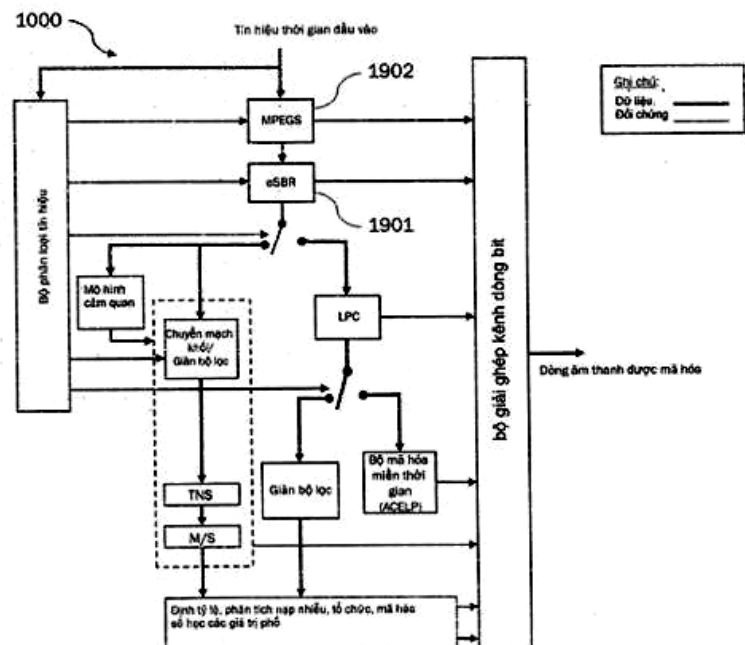 1000
Tín hiệu thời gian đầu vào
1902
MPEGS
eSBR
1901
Ghi chú:
Dữ liệu
Đối chứng
Bộ phân loại tín hiệu
Mô hình
cảm quan
Chuyển mạch
khối/
Giàn bộ lọc
LPC
bộ giải ghép kênh dòng bit
Dòng âm thanh được mã hóa
Giàn bộ lọc
Bộ mã hóa
miền thời
gian
(ACELP)
TNS
M/S
Định tỷ lệ, phân tích nạp nhiễu, tổ chức, mã hóa
số học các giá trị phổ